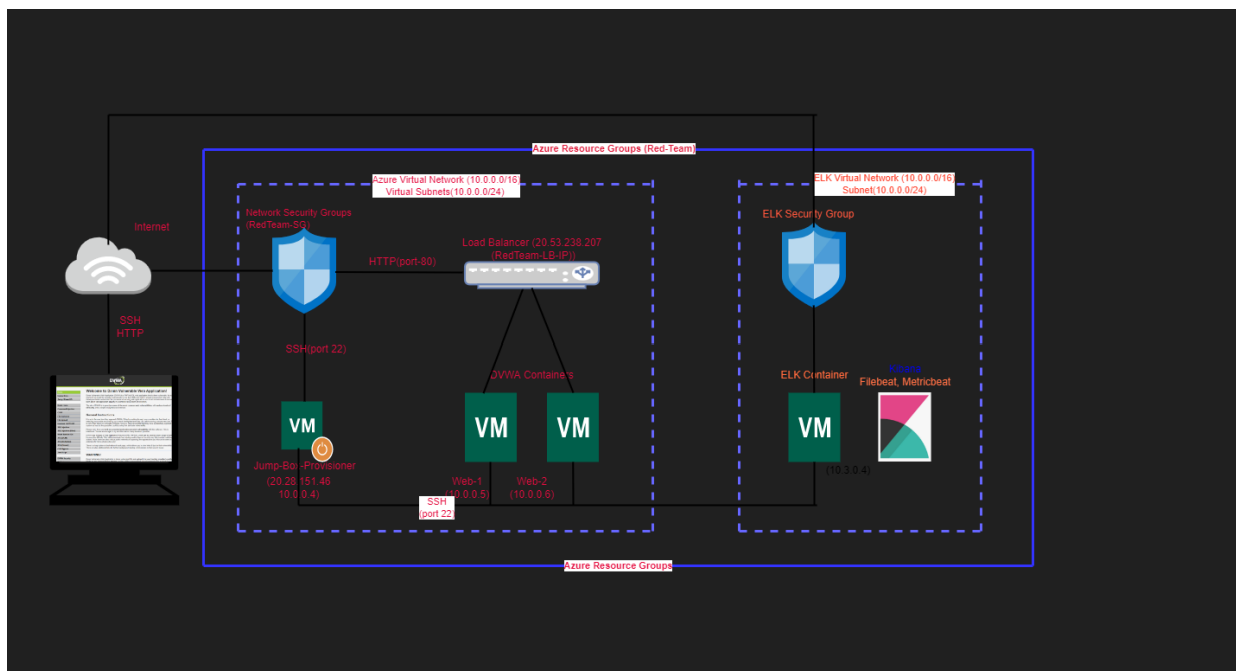 Azure Resource Groups (Red-Team)
Azure Virtual Network (10.0.0.0/16)
Virtual Subnets(10.0.0.0/24)
ELK Virtual Network (10.0.0.0/16)
Subnet(10.0.0.0/24)
Network Security Groups
(RedTeam-SG)
ELK Security Group
Internet
Load Balancer (20.53.238.207
(RedTeam-LB-IP))
HTTP(port-80)
SSH
HTTP
SSH(port 22)
DVWA Containers
ELK Container
Filebeat, Metricbeat
VM
VM
VM
VM
Jump-Box-Provisioner
(20.28.151.46
10.0.0.4)
Web-1
(10.0.0.5)
Web-2
(10.0.0.6)
(10.3.0.4)
SSH
(port 22)
Azure Resource Groups